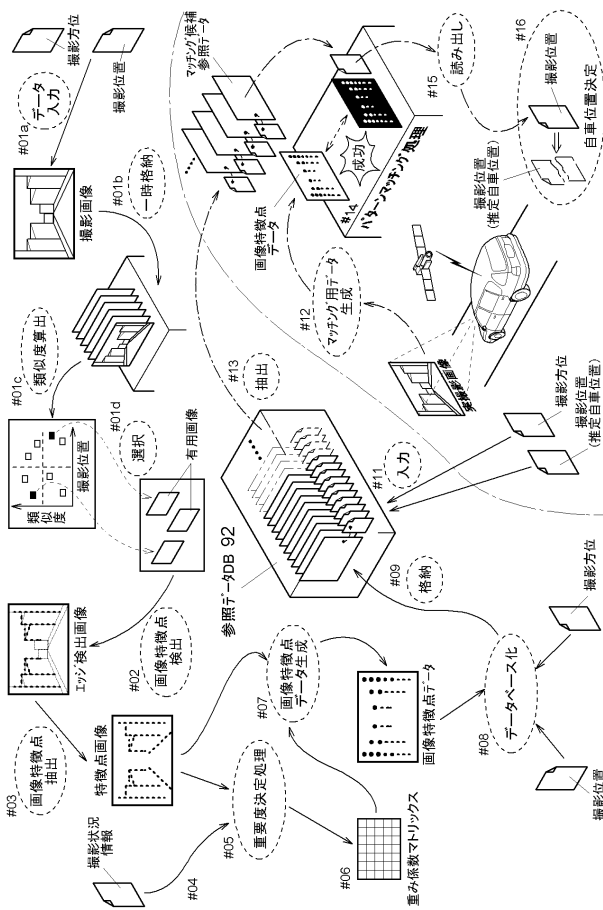 撮影方位
撮影位置
#01a
データ
入力
撮影画像
#01b
一時格納
#01c
類似度算出
類似度
撮影位置
#01d
選択
有用画像
#02
画像特徴点
検出
エッジ検出画像
#03
画像特徴点
抽出
特徴点画像
撮影状況
情報
#04
#05
重要度決定処理
#06
重み係数マトリックス
#07
画像特徴点
データ生成
画像特徴点データ
#08
データベース化
撮影位置
撮影方位
#09
格納
参照データDB 92
#11
入力
撮影方位
撮影位置
(推定自車位置)
実撮影画像
#12
マッチング用データ
生成
#13
抽出
マッチング候補
参照データ
画像特徴点
データ
#14
パターンマッチング処理
成功
#15
読み出し
#16
撮影位置
撮影位置
(推定自車位置)
自車位置決定